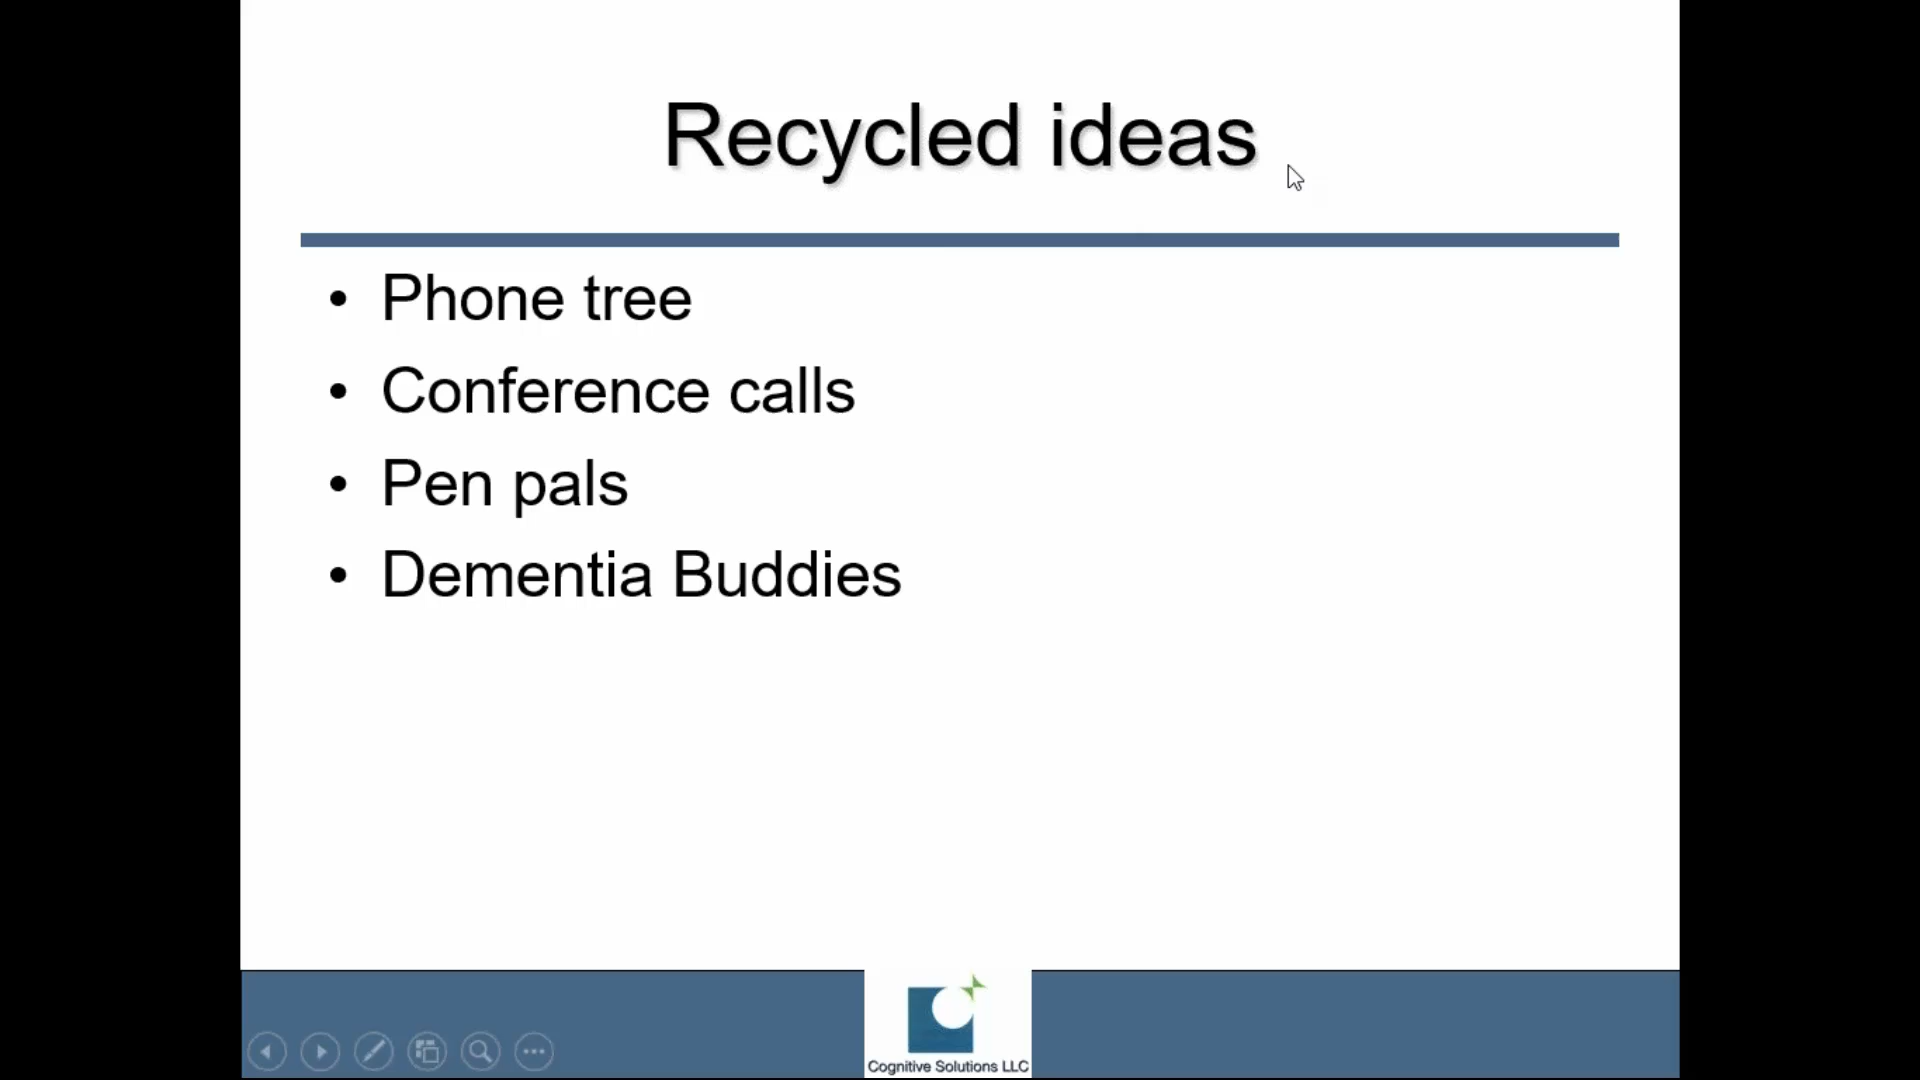 Recycled ideas
• Phone tree
• Conference calls
• Pen pals
• Dementia Buddies
Cognitive Solutions LLC